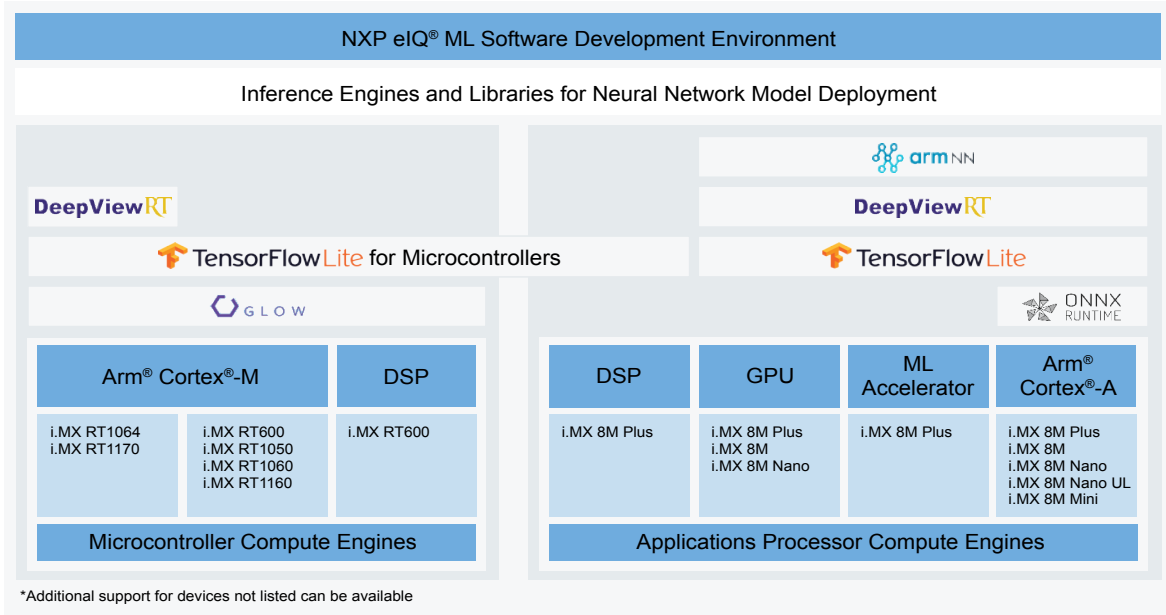 NXP eIQ® ML Software Development Environment
Inference Engines and Libraries for Neural Network Model Deployment
arm NN
DeepViewRT
DeepViewRT
TensorFlow Lite for Microcontrollers
TensorFlow Lite
GLOW
ONNX
RUNTIME
Arm® Cortex®-M
DSP
i.MX RT1064
i.MX RT1170
i.MX RT600
i.MX RT1050
i.MX RT1060
i.MX RT1160
i.MX RT600
Microcontroller Compute Engines
DSP
GPU
ML
Accelerator
Arm®
Cortex®-A
i.MX 8M Plus
i.MX 8M Plus
i.MX 8M
i.MX 8M Nano
i.MX 8M Plus
i.MX 8M Plus
i.MX 8M
i.MX 8M Nano
i.MX 8M Nano UL
i.MX 8M Mini
Applications Processor Compute Engines
*Additional support for devices not listed can be available